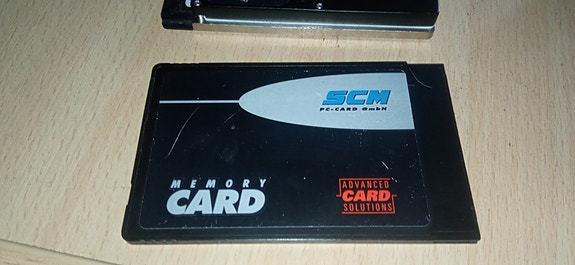 SCM
PC-CARD GmbH
MEMORY
CARD
ADVANCED
CARD
SOLUTIONS